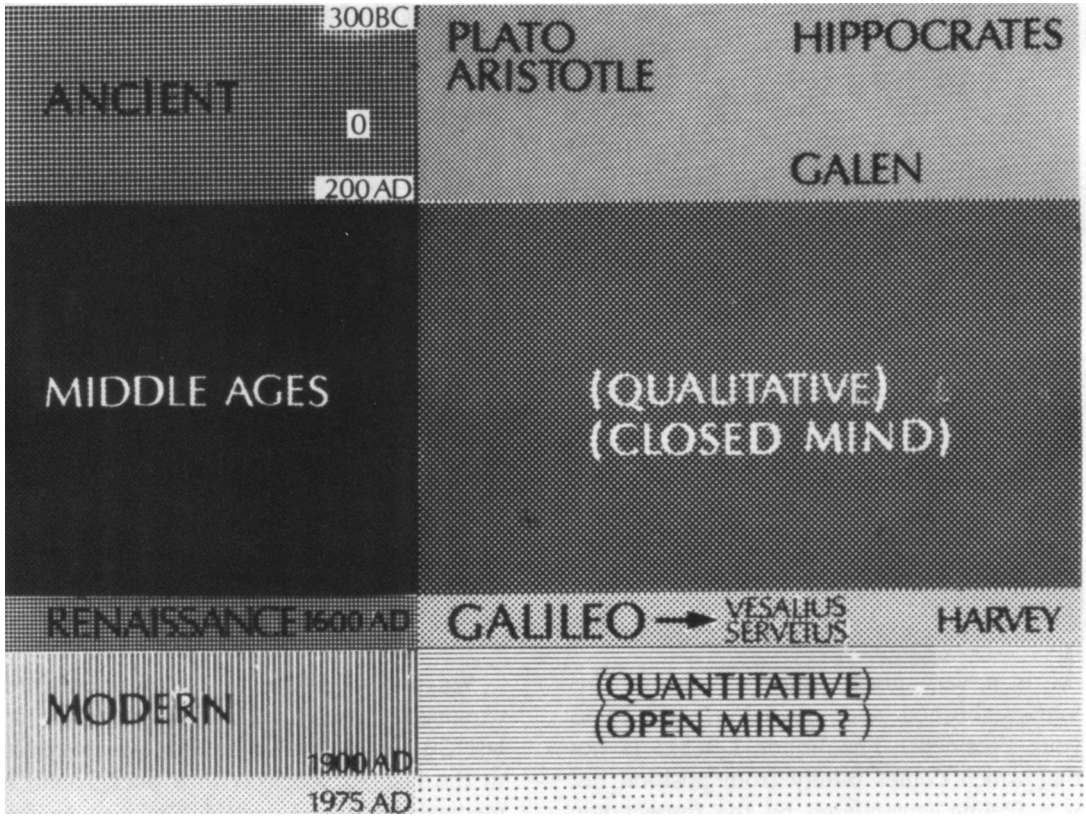 300BC
ANCIENT
0
200 AD
PLATO
ARISTOTLE
HIPPOCRATES
GALEN
MIDDLE AGES
(QUALITATIVE)
(CLOSED MIND)
RENAISSANCE 1600 AD
GALILEO → VESALIUS
SERVETUS
HARVEY
MODERN
1900 AD
(QUANTITATIVE)
(OPEN MIND ? )
1975 AD